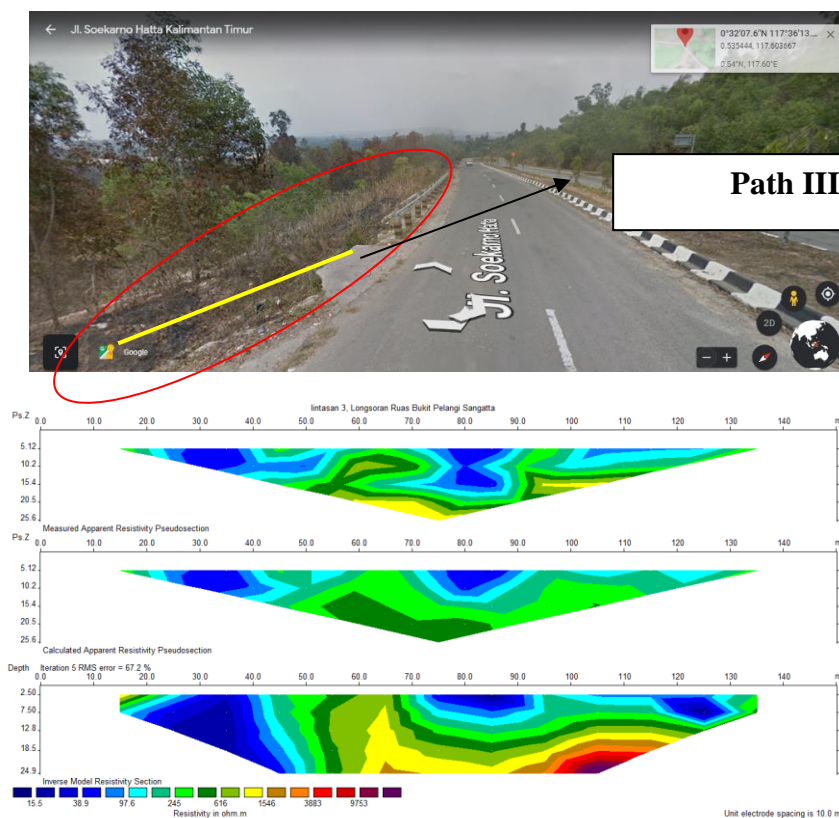 Jl. Soekarno Hatta Kalimantan Timur
0°32'07.6"N 117°36'13....
0.535444, 117.603667
0.54°N, 117.60°E
Path III
Jl. Soekarno Hatta
Google
2D
lintasan 3, Longsoran Ruas Bukit Pelangi Sangatta
Ps.Z 0.0 10.0 20.0 30.0 40.0 50.0 60.0 70.0 80.0 90.0 100 110 120 130 140 m
5.12
10.2
15.4
20.5
25.6
Measured Apparent Resistivity Pseudosection
Ps.Z 0.0 10.0 20.0 30.0 40.0 50.0 60.0 70.0 80.0 90.0 100 110 120 130 140 m
5.12
10.2
15.4
20.5
25.6
Calculated Apparent Resistivity Pseudosection
Depth Iteration 5 RMS error = 67.2 %
0.0 10.0 20.0 30.0 40.0 50.0 60.0 70.0 80.0 90.0 100 110 120 130 140 m
2.50
7.50
12.8
18.5
24.9
Inverse Model Resistivity Section
15.5 38.9 97.6 245 616 1546 3883 9753
Resistivity in ohm.m
Unit electrode spacing is 10.0 m